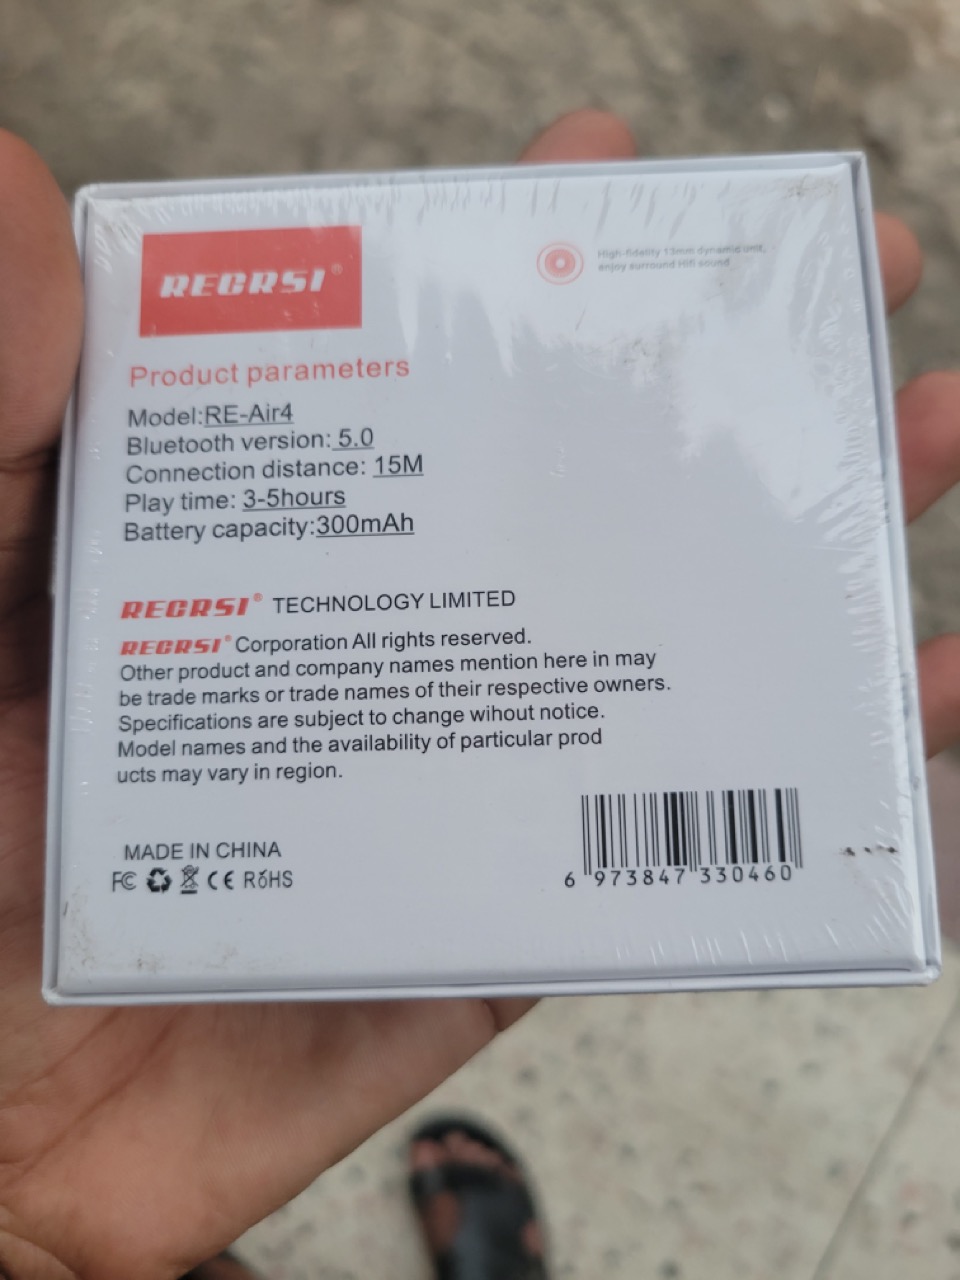 RECRSI®
High-fidelity 13mm dynamic unit,
enjoy surround Hifi sound
Product parameters
Model:RE-Air4
Bluetooth version: 5.0
Connection distance: 15M
Play time: 3-5hours
Battery capacity:300mAh
RECRSI® TECHNOLOGY LIMITED
RECRSI® Corporation All rights reserved.
Other product and company names mention here in may
be trade marks or trade names of their respective owners.
Specifications are subject to change wihout notice.
Model names and the availability of particular prod
ucts may vary in region.
MADE IN CHINA
FC CE RóHS
6 973847 330460